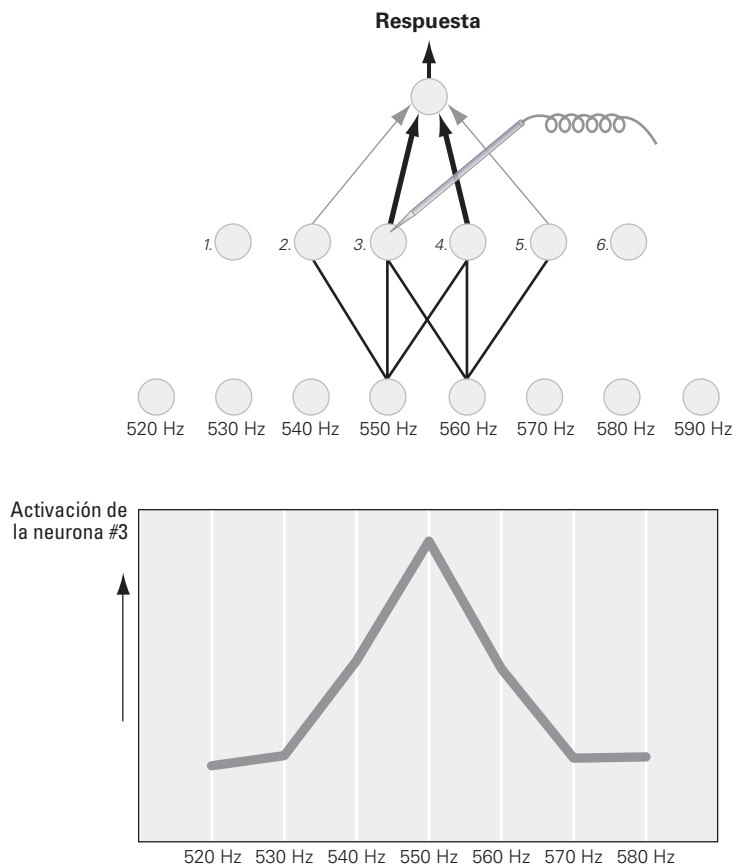 Respuesta
1. 2. 3. 4. 5. 6.
520 Hz 530 Hz 540 Hz 550 Hz 560 Hz 570 Hz 580 Hz 590 Hz
Activación de
la neurona #3
520 Hz 530 Hz 540 Hz 550 Hz 560 Hz 570 Hz 580 Hz